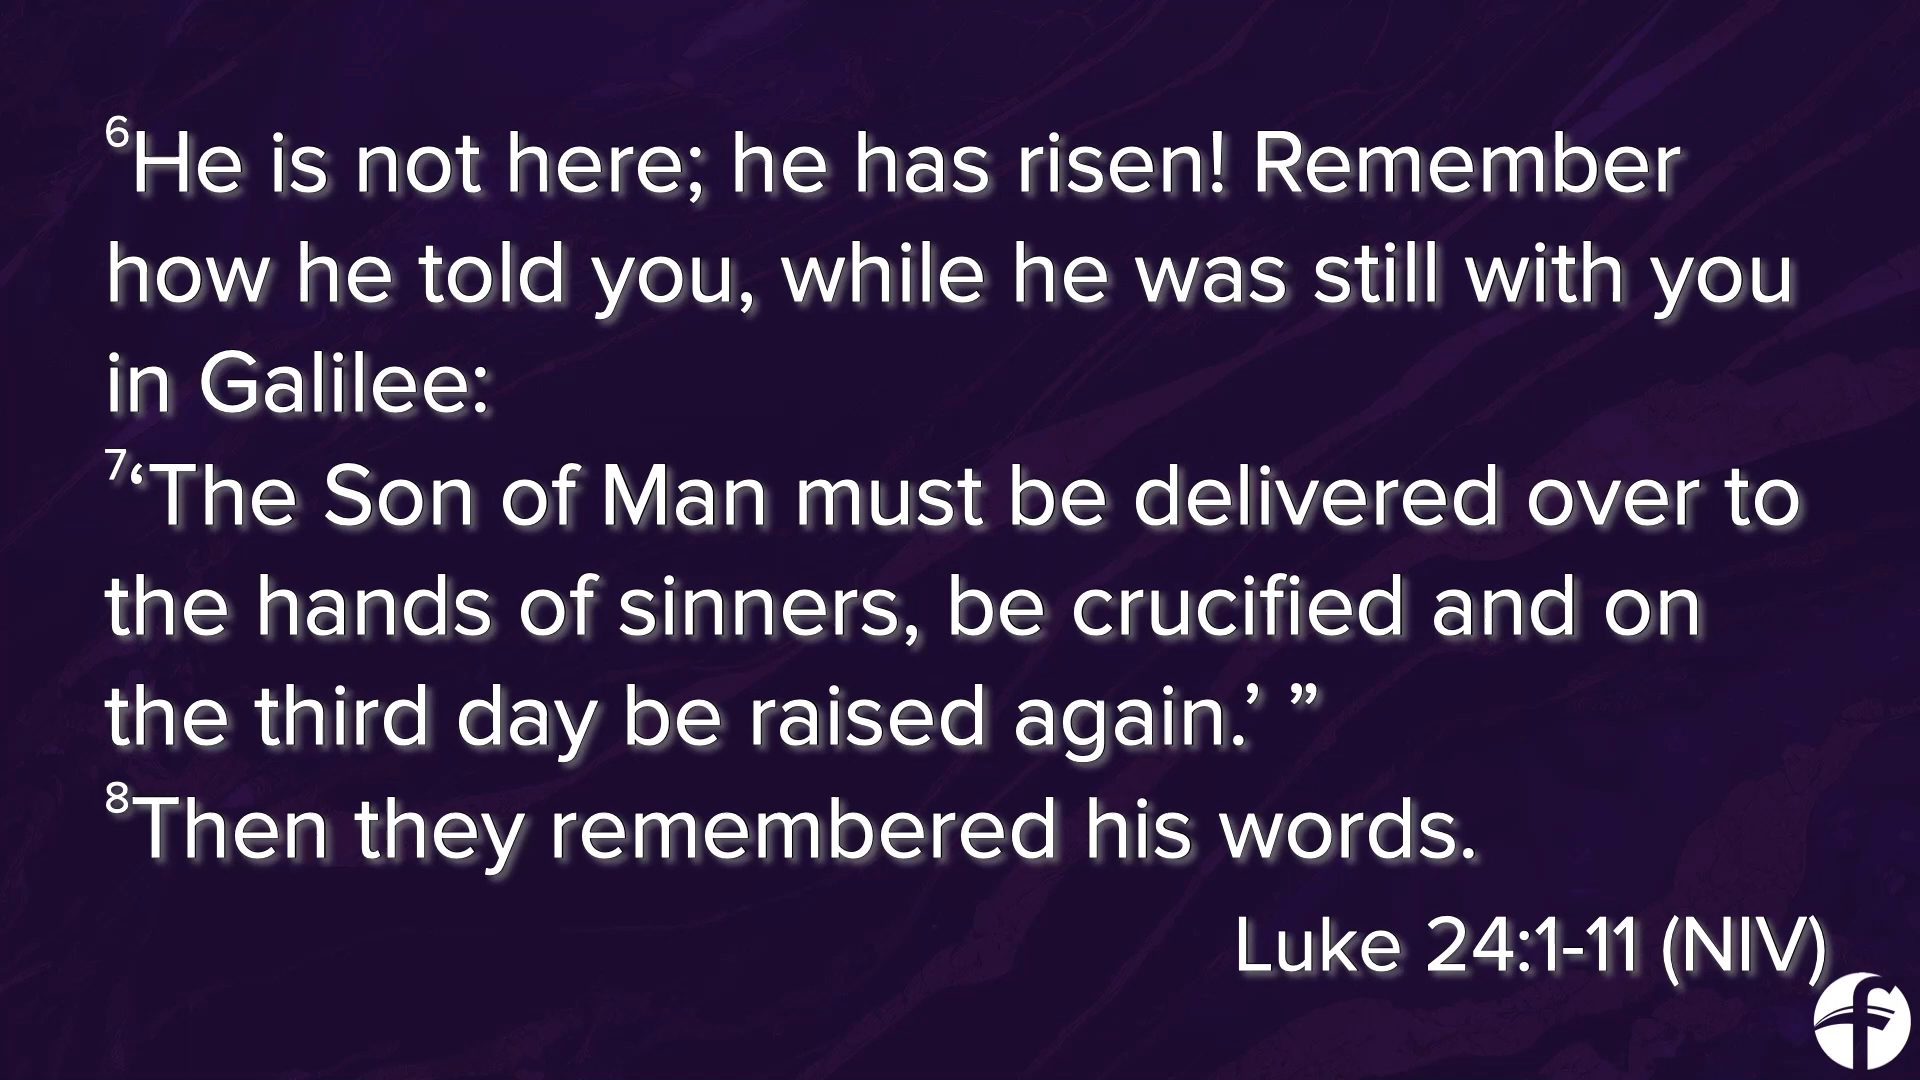 ⁶He is not here; he has risen! Remember
how he told you, while he was still with you
in Galilee:
⁷‘The Son of Man must be delivered over to
the hands of sinners, be crucified and on
the third day be raised again.’ ”
⁸Then they remembered his words.
Luke 24:1-11 (NIV)